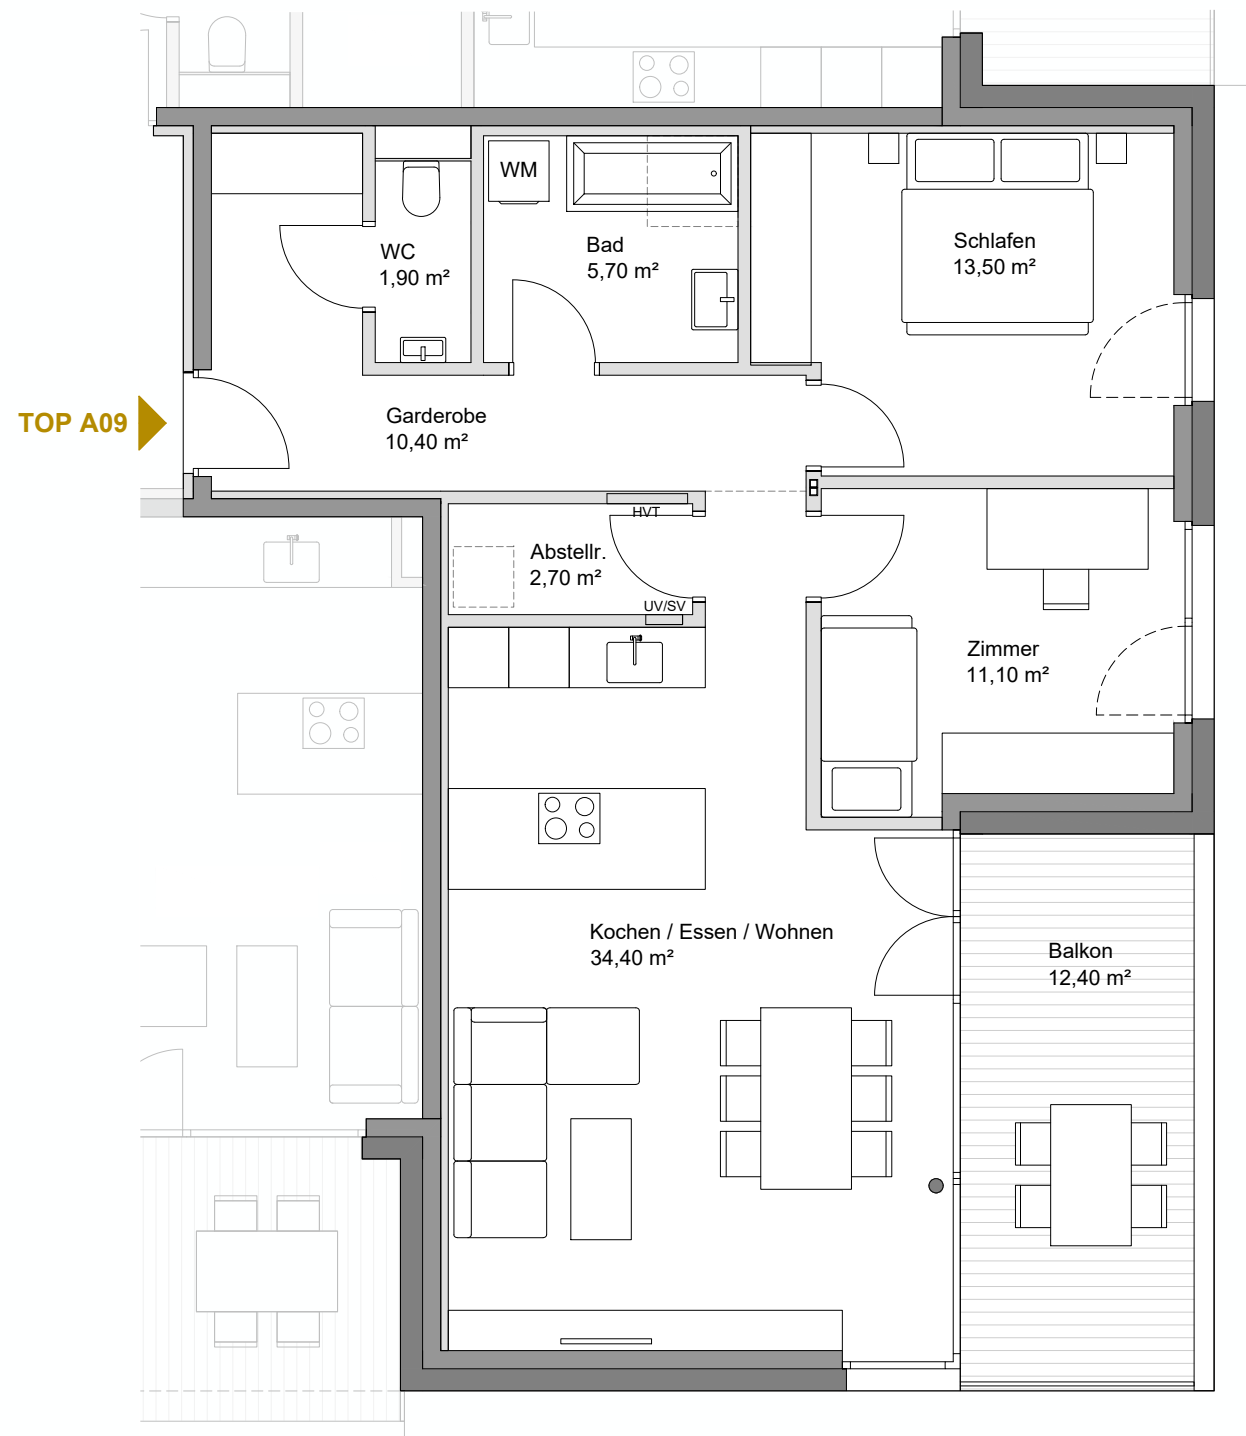 WM
WC
1,90 m²
Bad
5,70 m²
Schlafen
13,50 m²
TOP A09
Garderobe
10,40 m²
HVT
Abstellr.
2,70 m²
UV/SV
Zimmer
11,10 m²
Kochen / Essen / Wohnen
34,40 m²
Balkon
12,40 m²